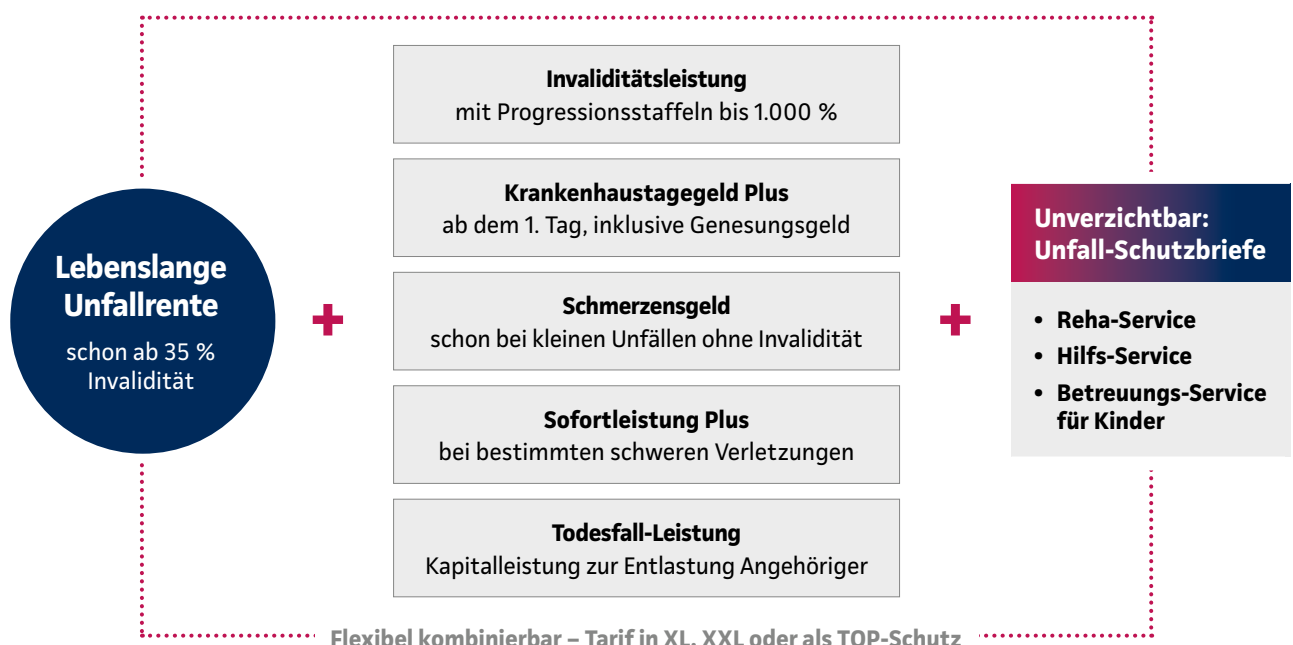 Lebenslange
Unfallrente
schon ab 35 %
Invalidität
+
Invaliditätsleistung
mit Progressionsstaffeln bis 1.000 %
Krankenhaustagegeld Plus
ab dem 1. Tag, inklusive Genesungsgeld
Schmerzensgeld
schon bei kleinen Unfällen ohne Invalidität
Sofortleistung Plus
bei bestimmten schweren Verletzungen
Todesfall-Leistung
Kapitalleistung zur Entlastung Angehöriger
+
Unverzichtbar:
Unfall-Schutzbriefe
• Reha-Service
• Hilfs-Service
• Betreuungs-Service
für Kinder
Flexibel kombinierbar – Tarif in XL, XXL oder als TOP-Schutz